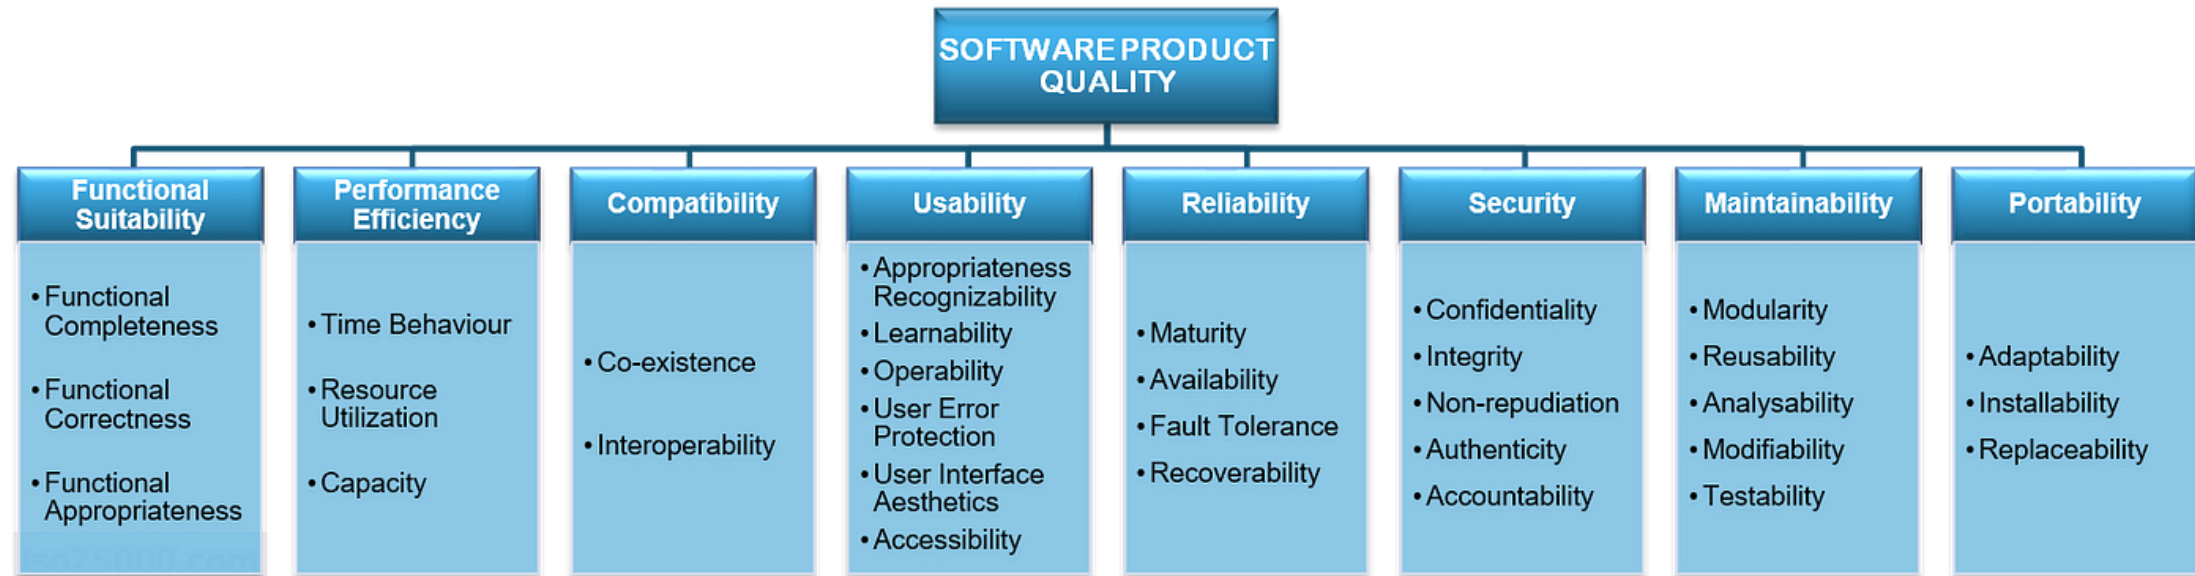 SOFTWARE PRODUCT
QUALITY
Functional
Suitability
• Functional
Completeness
• Functional
Correctness
• Functional
Appropriateness
iso25000.com
Performance
Efficiency
• Time Behaviour
• Resource
Utilization
• Capacity
Compatibility
• Co-existence
• Interoperability
Usability
• Appropriateness
Recognizability
• Learnability
• Operability
• User Error
Protection
• User Interface
Aesthetics
• Accessibility
Reliability
• Maturity
• Availability
• Fault Tolerance
• Recoverability
Security
• Confidentiality
• Integrity
• Non-repudiation
• Authenticity
• Accountability
Maintainability
• Modularity
• Reusability
• Analysability
• Modifiability
• Testability
Portability
• Adaptability
• Installability
• Replaceability